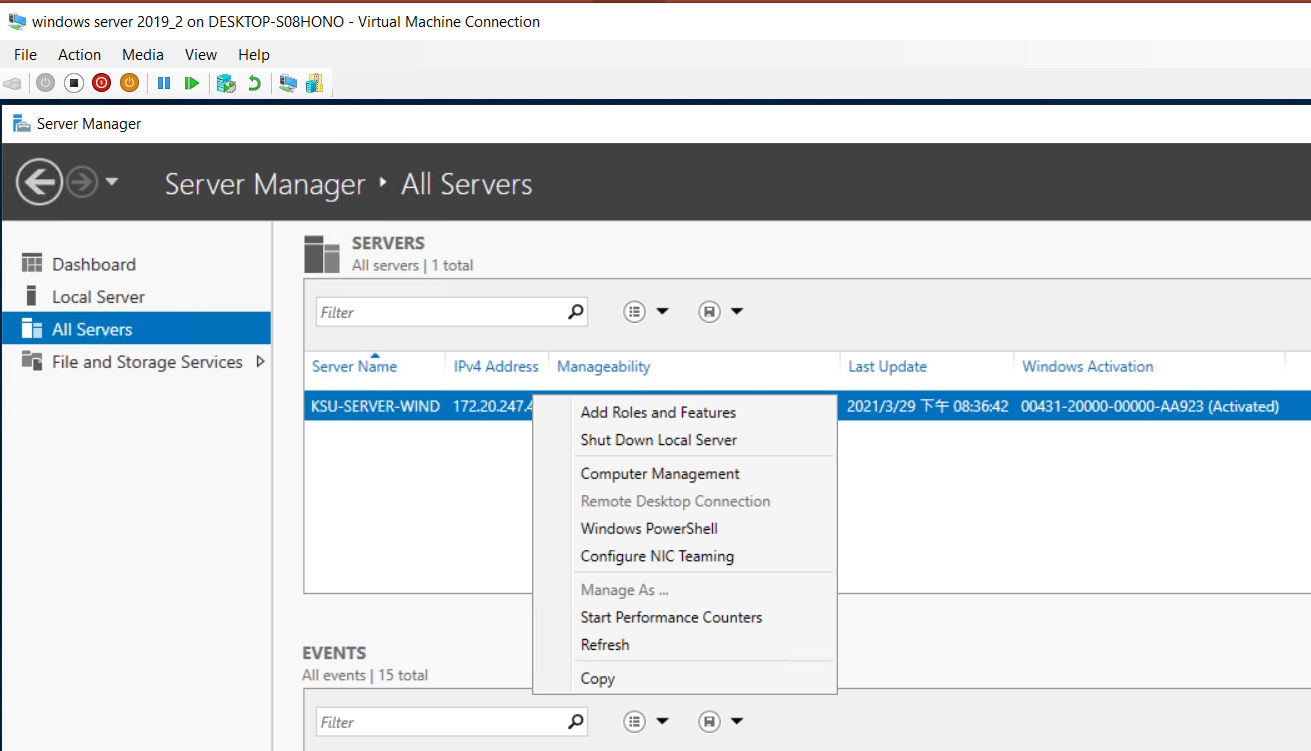 windows server 2019_2 on DESKTOP-S08HONO - Virtual Machine Connection
File Action Media View Help
Server Manager
Server Manager All Servers
Dashboard
Local Server
All Servers
File and Storage Services
SERVERS
All servers | 1 total
Filter
Server Name IPv4 Address Manageability Last Update Windows Activation
KSU-SERVER-WIND 172.20.247.4 2021/3/29 下午 08:36:42 00431-20000-00000-AA923 (Activated)
Add Roles and Features
Shut Down Local Server
Computer Management
Remote Desktop Connection
Windows PowerShell
Configure NIC Teaming
Manage As ...
Start Performance Counters
Refresh
Copy
EVENTS
All events | 15 total
Filter